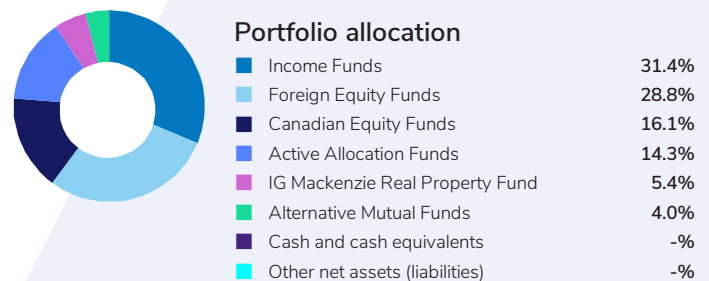 Portfolio allocation
Income Funds 31.4%
Foreign Equity Funds 28.8%
Canadian Equity Funds 16.1%
Active Allocation Funds 14.3%
IG Mackenzie Real Property Fund 5.4%
Alternative Mutual Funds 4.0%
Cash and cash equivalents -%
Other net assets (liabilities) -%